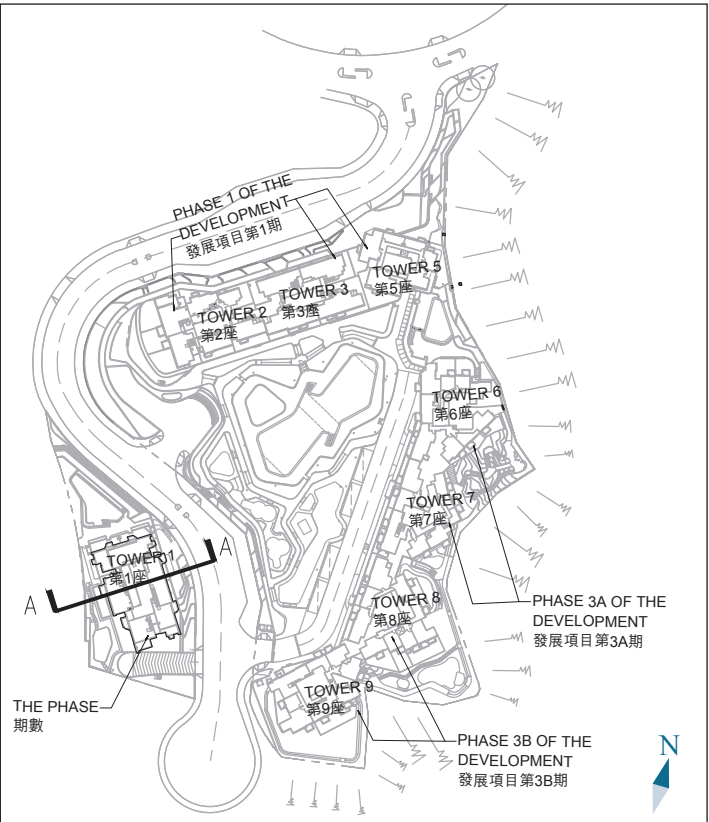 PHASE 1 OF THE
DEVELOPMENT
發展項目第1期
TOWER 5
第5座
TOWER 3
第3座
TOWER 2
第2座
TOWER 6
第6座
TOWER 7
第7座
A
TOWER 1
第1座
A
TOWER 8
第8座
PHASE 3A OF THE
DEVELOPMENT
發展項目第3A期
TOWER 9
第9座
THE PHASE
期數
PHASE 3B OF THE
DEVELOPMENT
發展項目第3B期
N